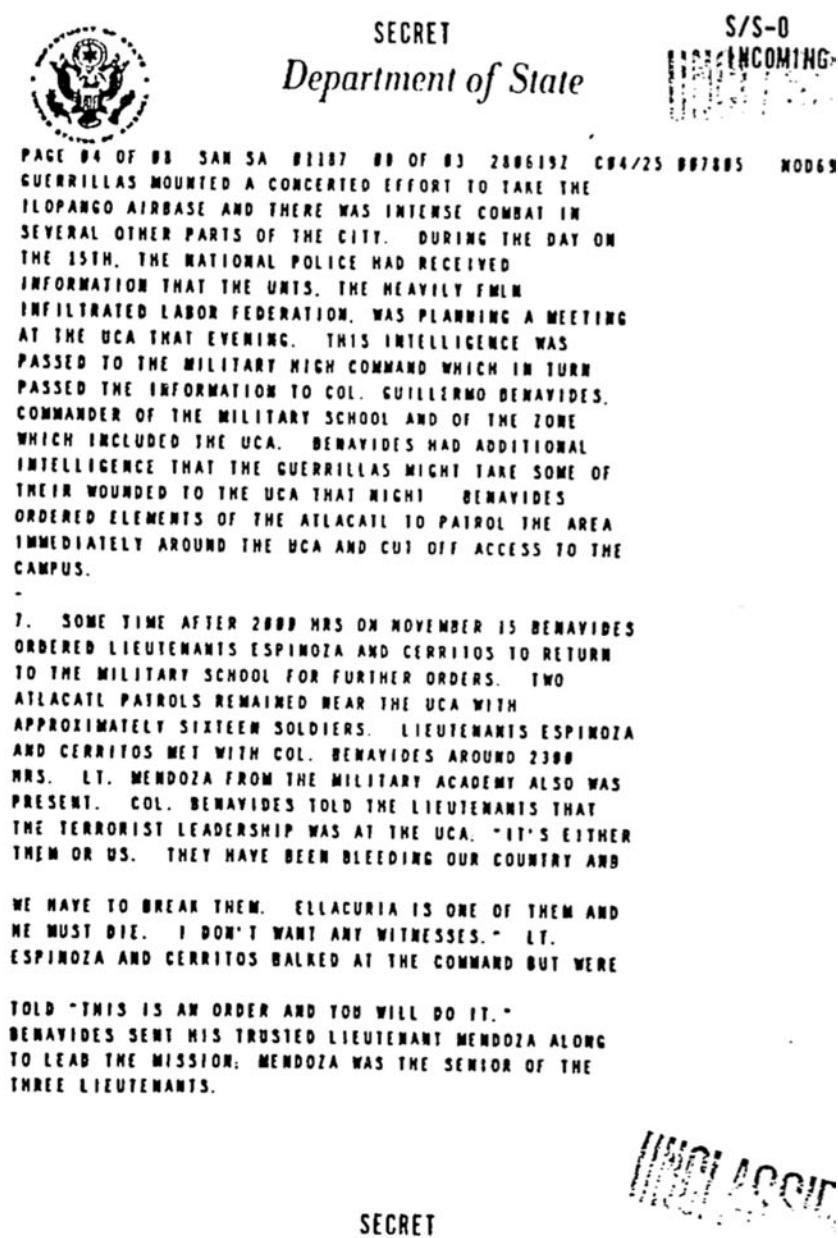 SECRET
Department of State
S/S-O
INCOMING
PAGE 04 OF 08 SAN SA 01187 00 OF 03 280619Z C04/25 007805 NOD69
GUERRILLAS MOUNTED A CONCERTED EFFORT TO TAKE THE
ILOPANGO AIRBASE AND THERE WAS INTENSE COMBAT IN
SEVERAL OTHER PARTS OF THE CITY. DURING THE DAY ON
THE 15TH, THE NATIONAL POLICE HAD RECEIVED
INFORMATION THAT THE UNTS, THE HEAVILY FMLN
INFILTRATED LABOR FEDERATION, WAS PLANNING A MEETING
AT THE UCA THAT EVENING. THIS INTELLIGENCE WAS
PASSED TO THE MILITARY HIGH COMMAND WHICH IN TURN
PASSED THE INFORMATION TO COL. GUILLERMO BENAVIDES,
COMMANDER OF THE MILITARY SCHOOL AND OF THE ZONE
WHICH INCLUDED THE UCA. BENAVIDES HAD ADDITIONAL
INTELLIGENCE THAT THE GUERRILLAS MIGHT TAKE SOME OF
THEIR WOUNDED TO THE UCA THAT NIGHT BENAVIDES
ORDERED ELEMENTS OF THE ATLACATL TO PATROL THE AREA
IMMEDIATELY AROUND THE UCA AND CUT OFF ACCESS TO THE
CAMPUS.
-
7. SOME TIME AFTER 2000 HRS ON NOVEMBER 15 BENAVIDES
ORDERED LIEUTENANTS ESPINOZA AND CERRITOS TO RETURN
TO THE MILITARY SCHOOL FOR FURTHER ORDERS. TWO
ATLACATL PATROLS REMAINED NEAR THE UCA WITH
APPROXIMATELY SIXTEEN SOLDIERS. LIEUTENANTS ESPINOZA
AND CERRITOS MET WITH COL. BENAVIDES AROUND 2300
HRS. LT. MENDOZA FROM THE MILITARY ACADEMY ALSO WAS
PRESENT. COL. BENAVIDES TOLD THE LIEUTENANTS THAT
THE TERRORIST LEADERSHIP WAS AT THE UCA, "IT'S EITHER
THEM OR US. THEY HAVE BEEN BLEEDING OUR COUNTRY AND
WE HAVE TO BREAK THEM. ELLACURIA IS ONE OF THEM AND
HE MUST DIE. I DON'T WANT ANY WITNESSES." LT.
ESPINOZA AND CERRITOS BALKED AT THE COMMAND BUT WERE
TOLD "THIS IS AN ORDER AND YOU WILL DO IT."
BENAVIDES SENT HIS TRUSTED LIEUTENANT MENDOZA ALONG
TO LEAD THE MISSION; MENDOZA WAS THE SENIOR OF THE
THREE LIEUTENANTS.
SECRET